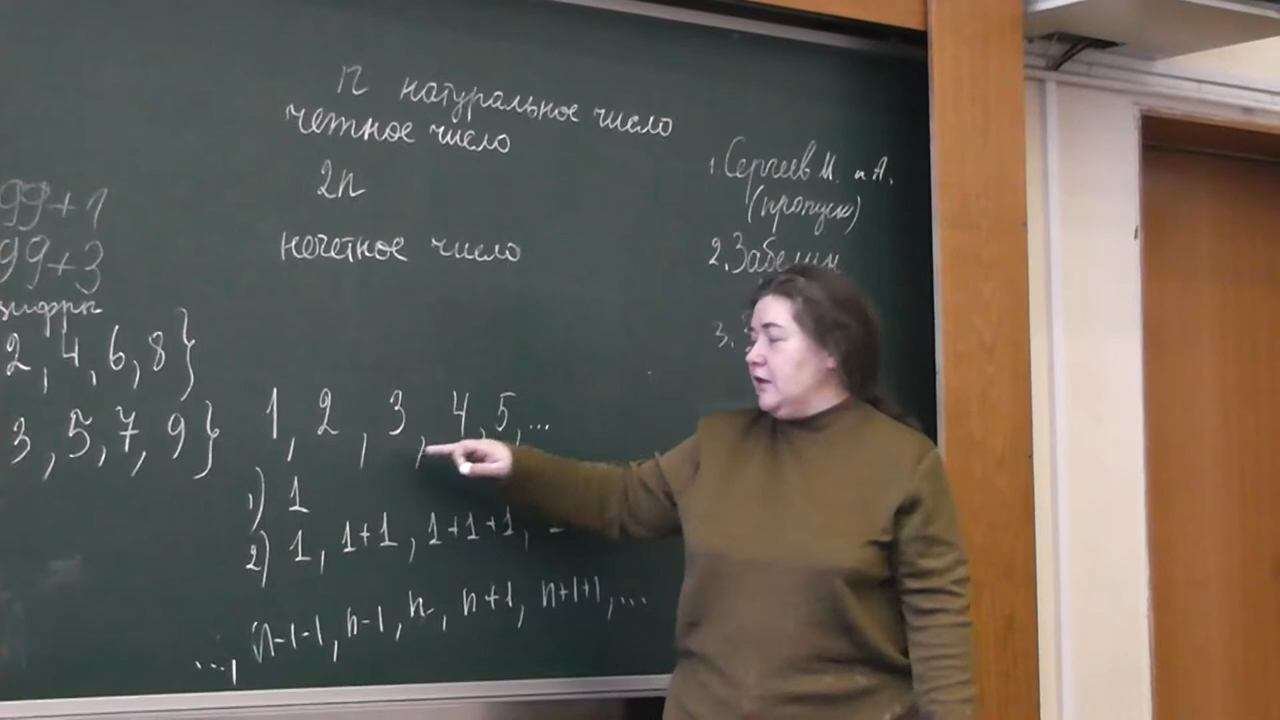 99+1
99+3
цифры
2, 4, 6, 8}
3, 5, 7, 9}
n натуральное число
четное число
2n
нечетное число
1, 2, 3, 4, 5, ...
1) 1
2) 1, 1+1, 1+1+1, ...
..., n-1-1, n-1, n, n+1, n+1+1, ...
1. Сергеев М. и А.
(пропуск)
2. Забелин
3.